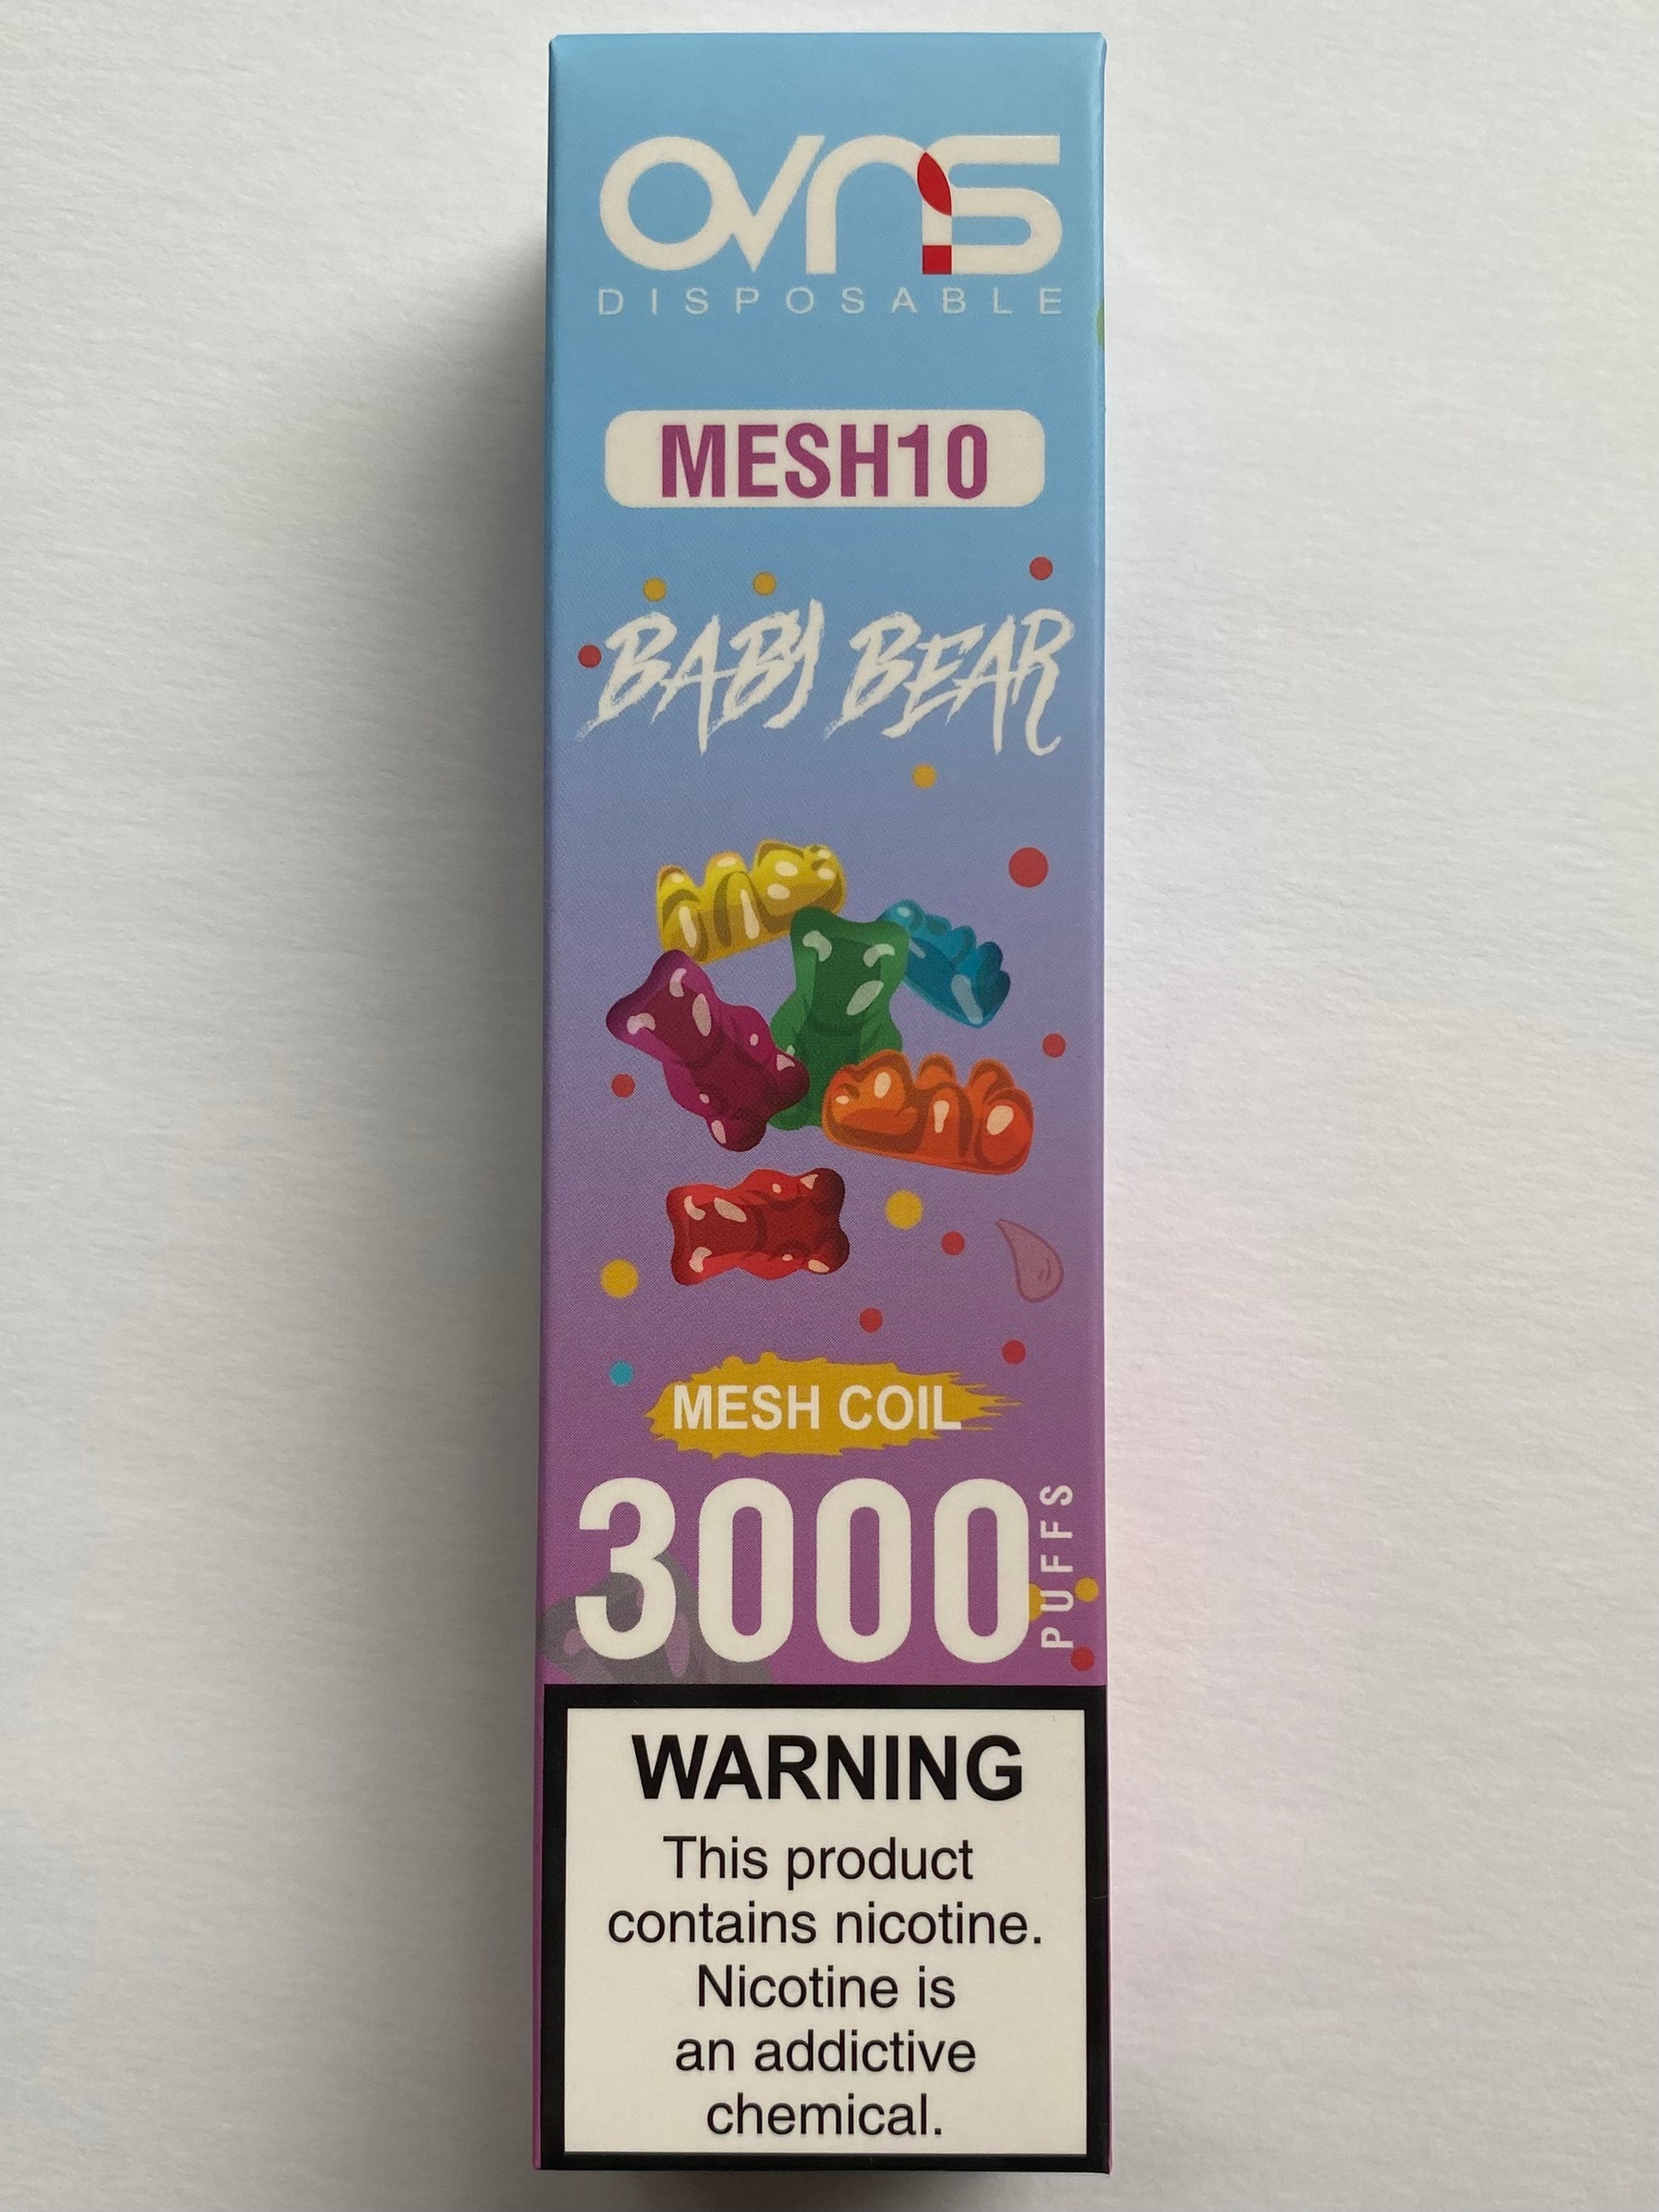 OVNS
DISPOSABLE
MESH10
BABY BEAR
MESH COIL
3000
PUFFS
WARNING
This product
contains nicotine.
Nicotine is
an addictive
chemical.